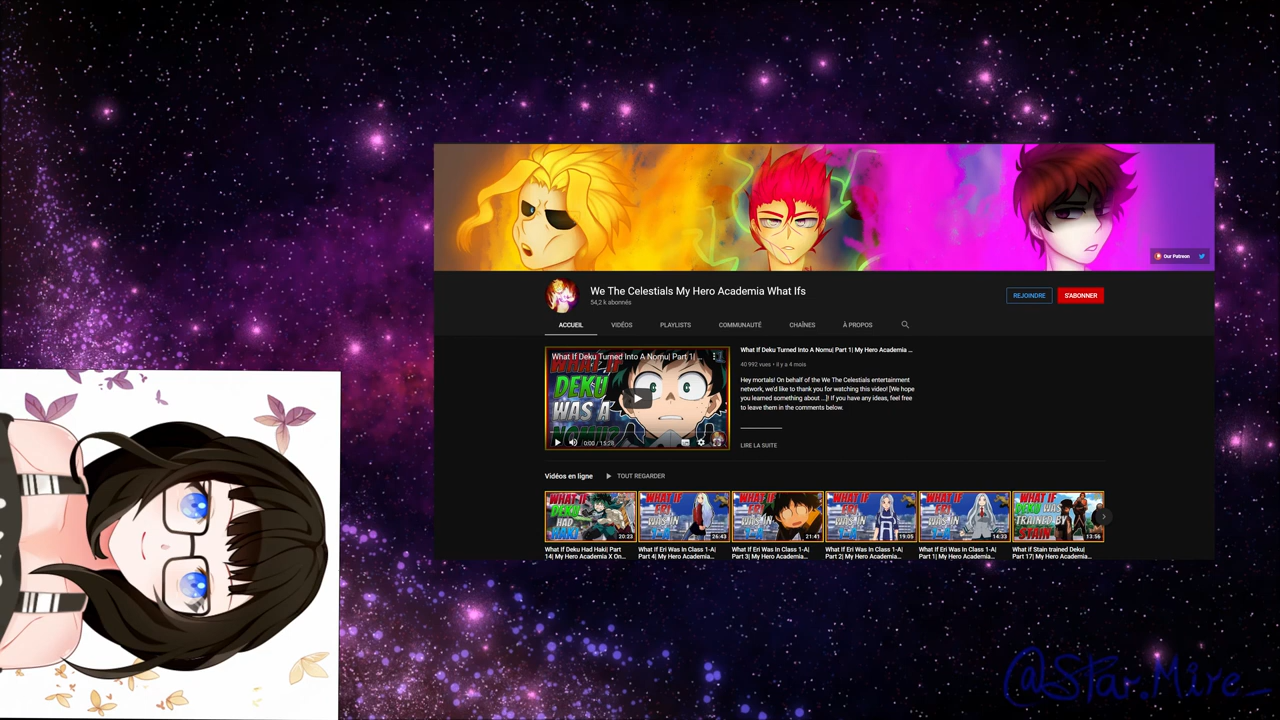 Our Patreon
We The Celestials My Hero Academia What Ifs
54,2 k abonnés
REJOINDRE
S'ABONNER
ACCUEIL
VIDÉOS
PLAYLISTS
COMMUNAUTÉ
CHAÎNES
À PROPOS
What If Deku Turned Into A Nomu| Part 1| ...
WHAT IF
DEKU
WAS A
0:00 / 15:28
What If Deku Turned Into A Nomu| Part 1| My Hero Academia ...
40 992 vues • il y a 4 mois
Hey mortals! On behalf of the We The Celestials entertainment
network, we'd like to thank you for watching this video! [We hope
you learned something about ...]! If you have any ideas, feel free
to leave them in the comments below.
LIRE LA SUITE
Vidéos en ligne
TOUT REGARDER
WHAT IF
DEKU
HAD
HAKI
20:23
WHAT IF
ERI
WAS IN
1-A
26:43
WHAT IF
ERI
WAS IN
1-A
21:41
WHAT IF
ERI
WAS IN
1-A
19:05
WHAT IF
ERI
WAS IN
1-A
14:33
WHAT IF
DEKU WAS
TRAINED BY
STAIN
13:56
What If Deku Had Haki| Part
14| My Hero Academia X On...
What If Eri Was In Class 1-A|
Part 4| My Hero Academia...
What If Eri Was In Class 1-A|
Part 3| My Hero Academia...
What If Eri Was In Class 1-A|
Part 2| My Hero Academia...
What If Eri Was In Class 1-A|
Part 1| My Hero Academia...
What if Stain trained Deku|
Part 17| My Hero Academia...
@Star.Mire_